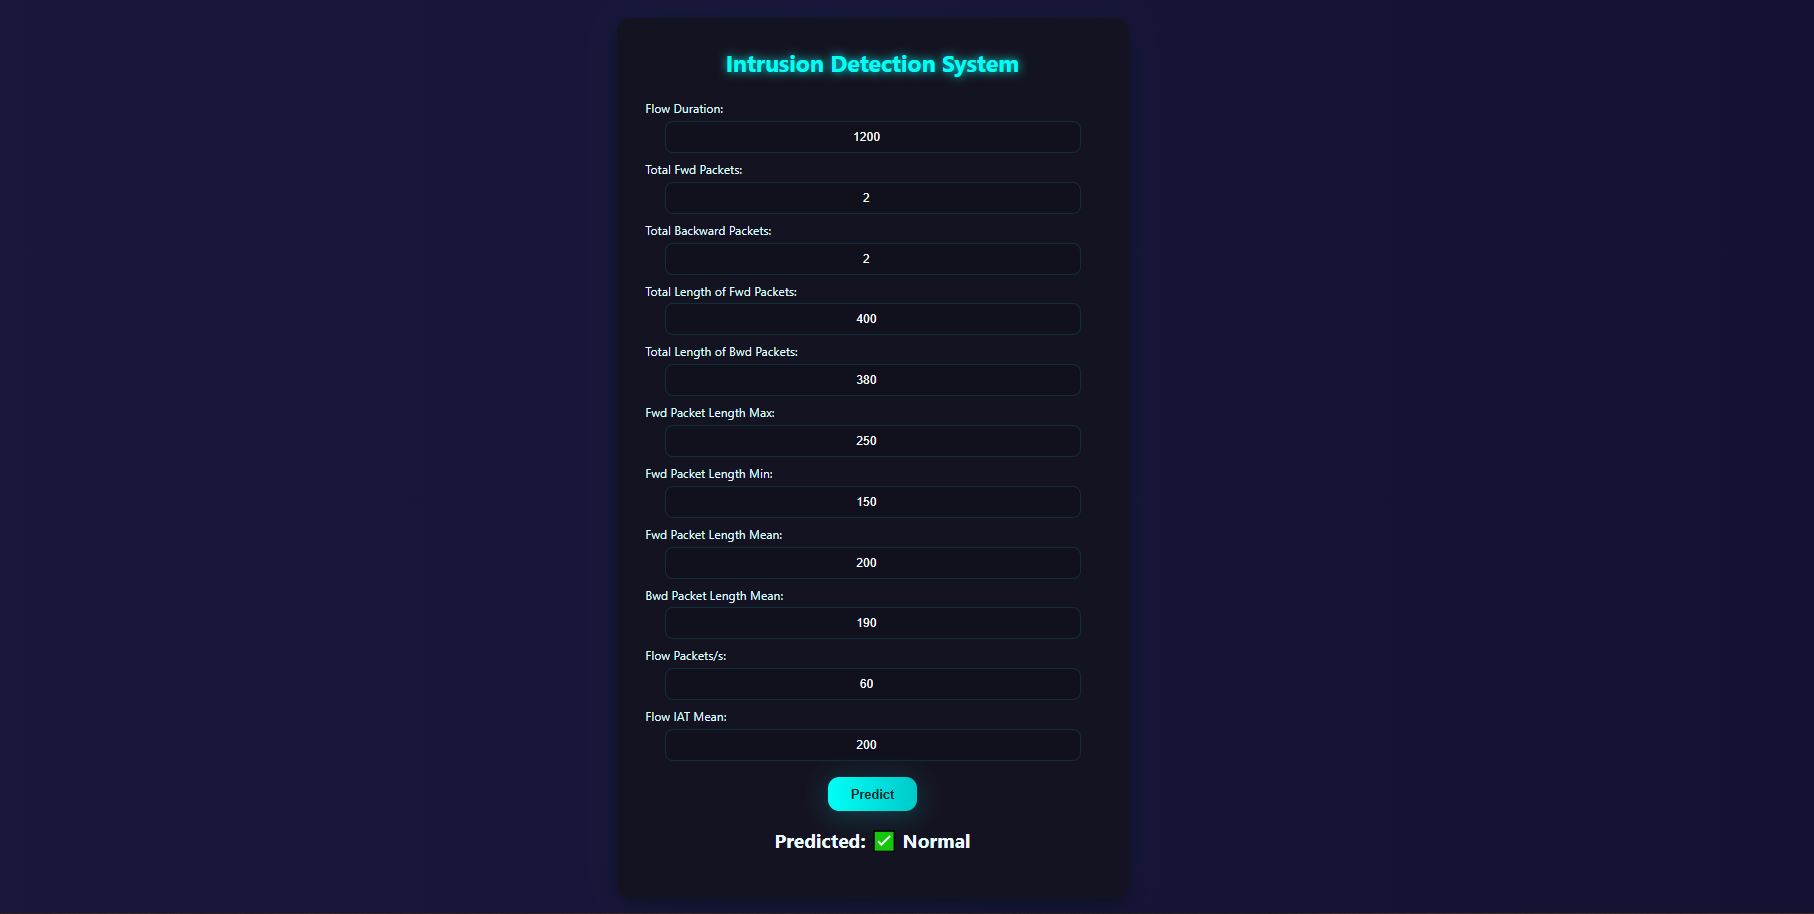 Intrusion Detection System
Flow Duration:
1200
Total Fwd Packets:
2
Total Backward Packets:
2
Total Length of Fwd Packets:
400
Total Length of Bwd Packets:
380
Fwd Packet Length Max:
250
Fwd Packet Length Min:
150
Fwd Packet Length Mean:
200
Bwd Packet Length Mean:
190
Flow Packets/s:
60
Flow IAT Mean:
200
Predict
Predicted: ✅ Normal